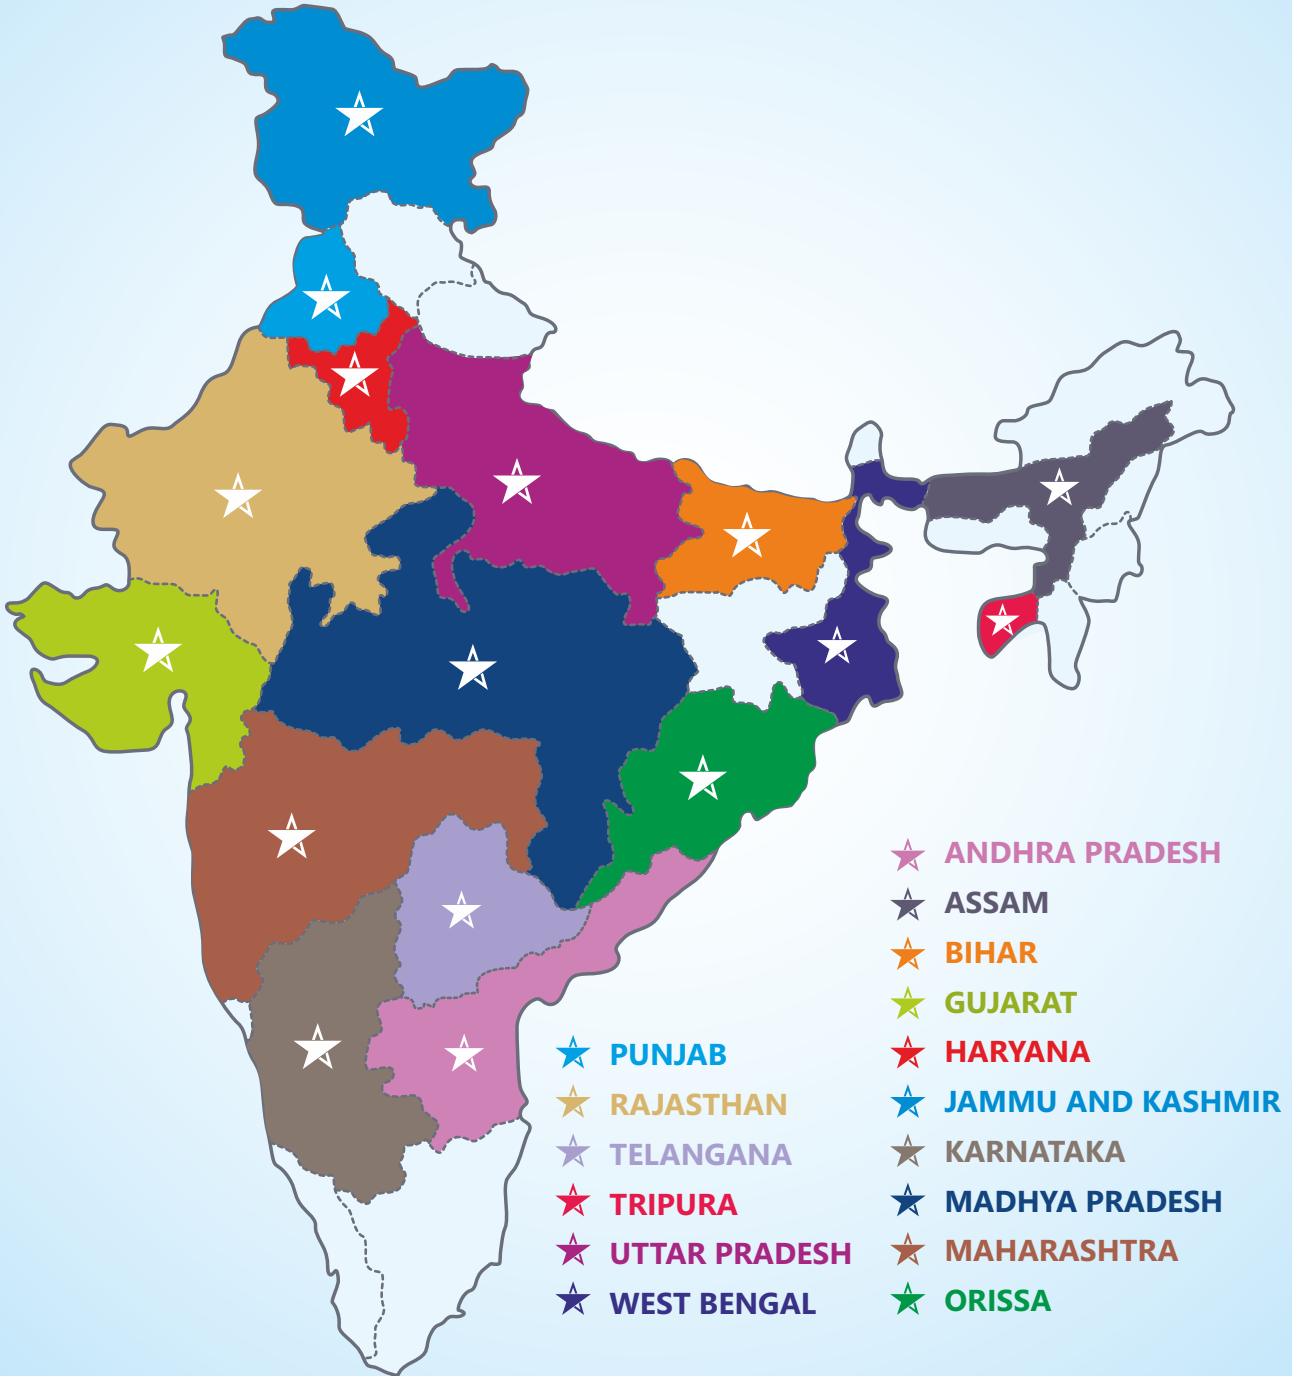 PUNJAB
RAJASTHAN
TELANGANA
TRIPURA
UTTAR PRADESH
WEST BENGAL
ANDHRA PRADESH
ASSAM
BIHAR
GUJARAT
HARYANA
JAMMU AND KASHMIR
KARNATAKA
MADHYA PRADESH
MAHARASHTRA
ORISSA